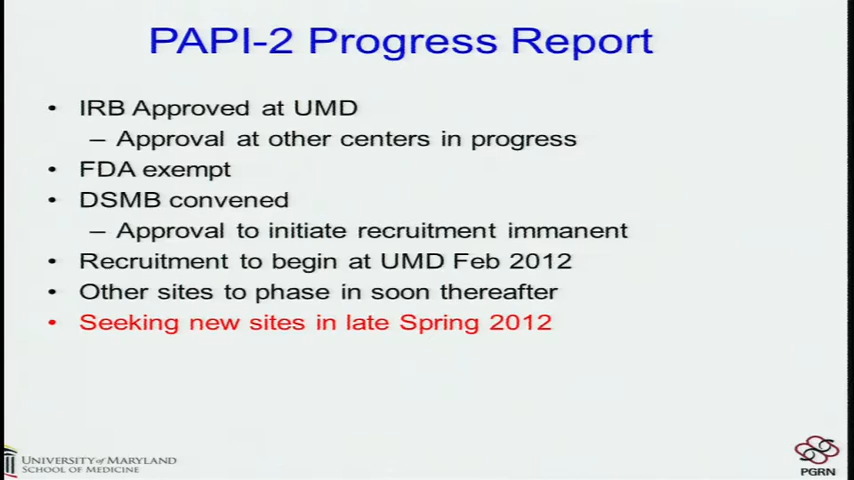 PAPI-2 Progress Report
• IRB Approved at UMD
– Approval at other centers in progress
• FDA exempt
• DSMB convened
– Approval to initiate recruitment immanent
• Recruitment to begin at UMD Feb 2012
• Other sites to phase in soon thereafter
• Seeking new sites in late Spring 2012
UNIVERSITY of MARYLAND
SCHOOL OF MEDICINE
PGRN